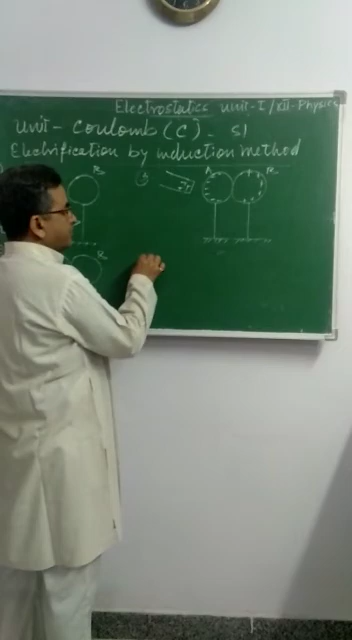 Electrostatics Unit-I/XII-Physics
Unit - Coulomb (C) - SI
Electrification by induction method